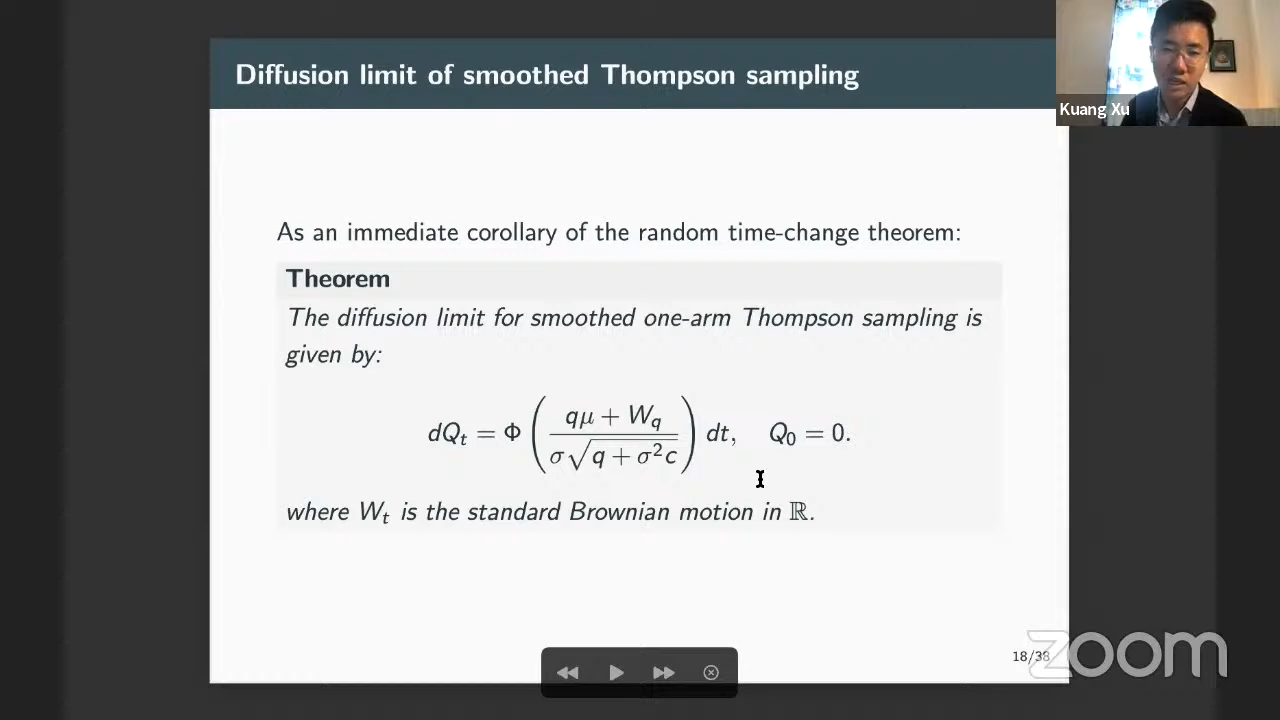 Diffusion limit of smoothed Thompson sampling
Kuang Xu
As an immediate corollary of the random time-change theorem:
Theorem
The diffusion limit for smoothed one-arm Thompson sampling is
given by:
dQ_t = Φ ( (qμ + W_q) / (σ√(q + σ²c)) ) dt, Q_0 = 0.
where W_t is the standard Brownian motion in ℝ.
18/38
zoom